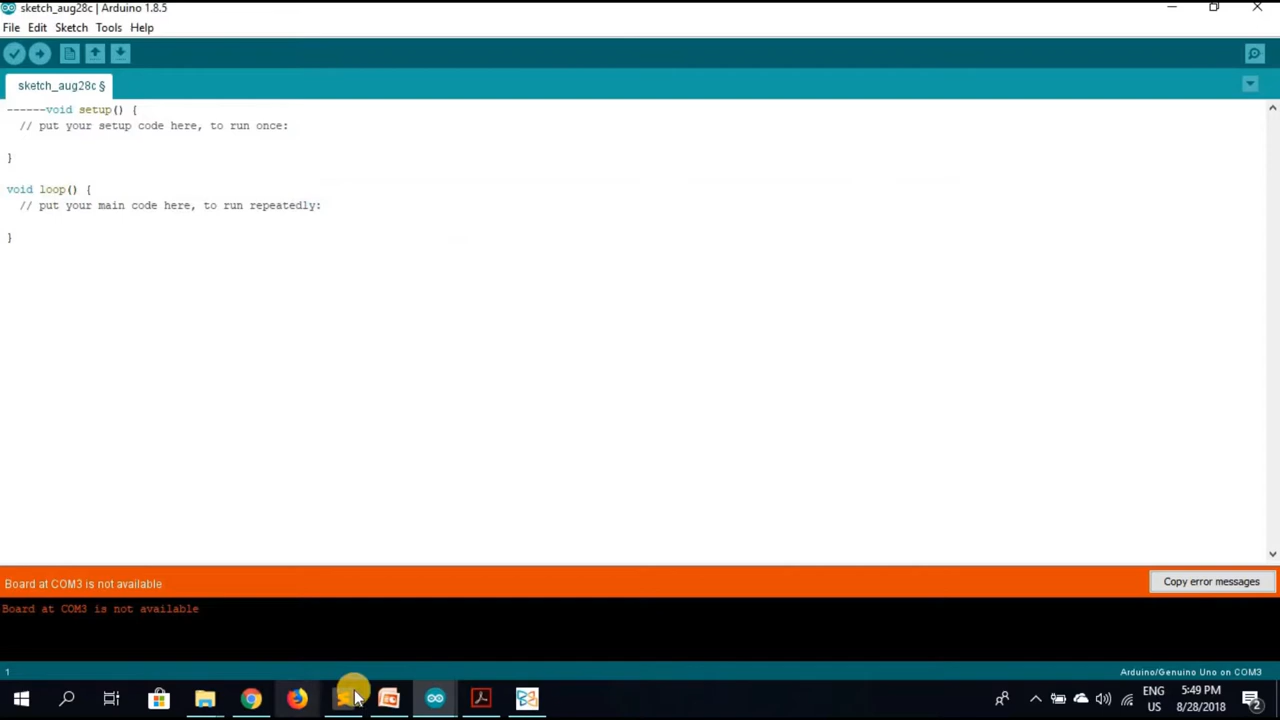 sketch_aug28c | Arduino 1.8.5
File Edit Sketch Tools Help
sketch_aug28c §
------void setup() {
// put your setup code here, to run once:
}
void loop() {
// put your main code here, to run repeatedly:
}
Board at COM3 is not available
Copy error messages
Board at COM3 is not available
1
Arduino/Genuino Uno on COM3
ENG
US
5:49 PM
8/28/2018
2